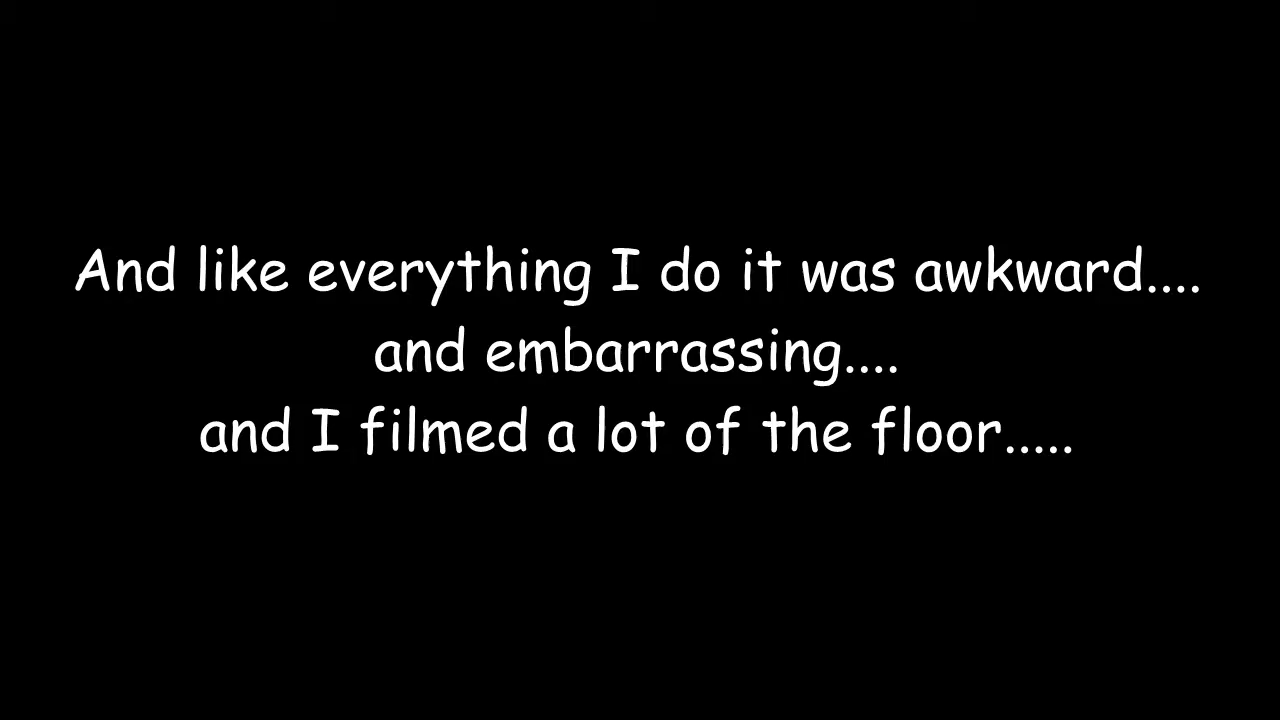 And like everything I do it was awkward....
and embarrassing....
and I filmed a lot of the floor.....